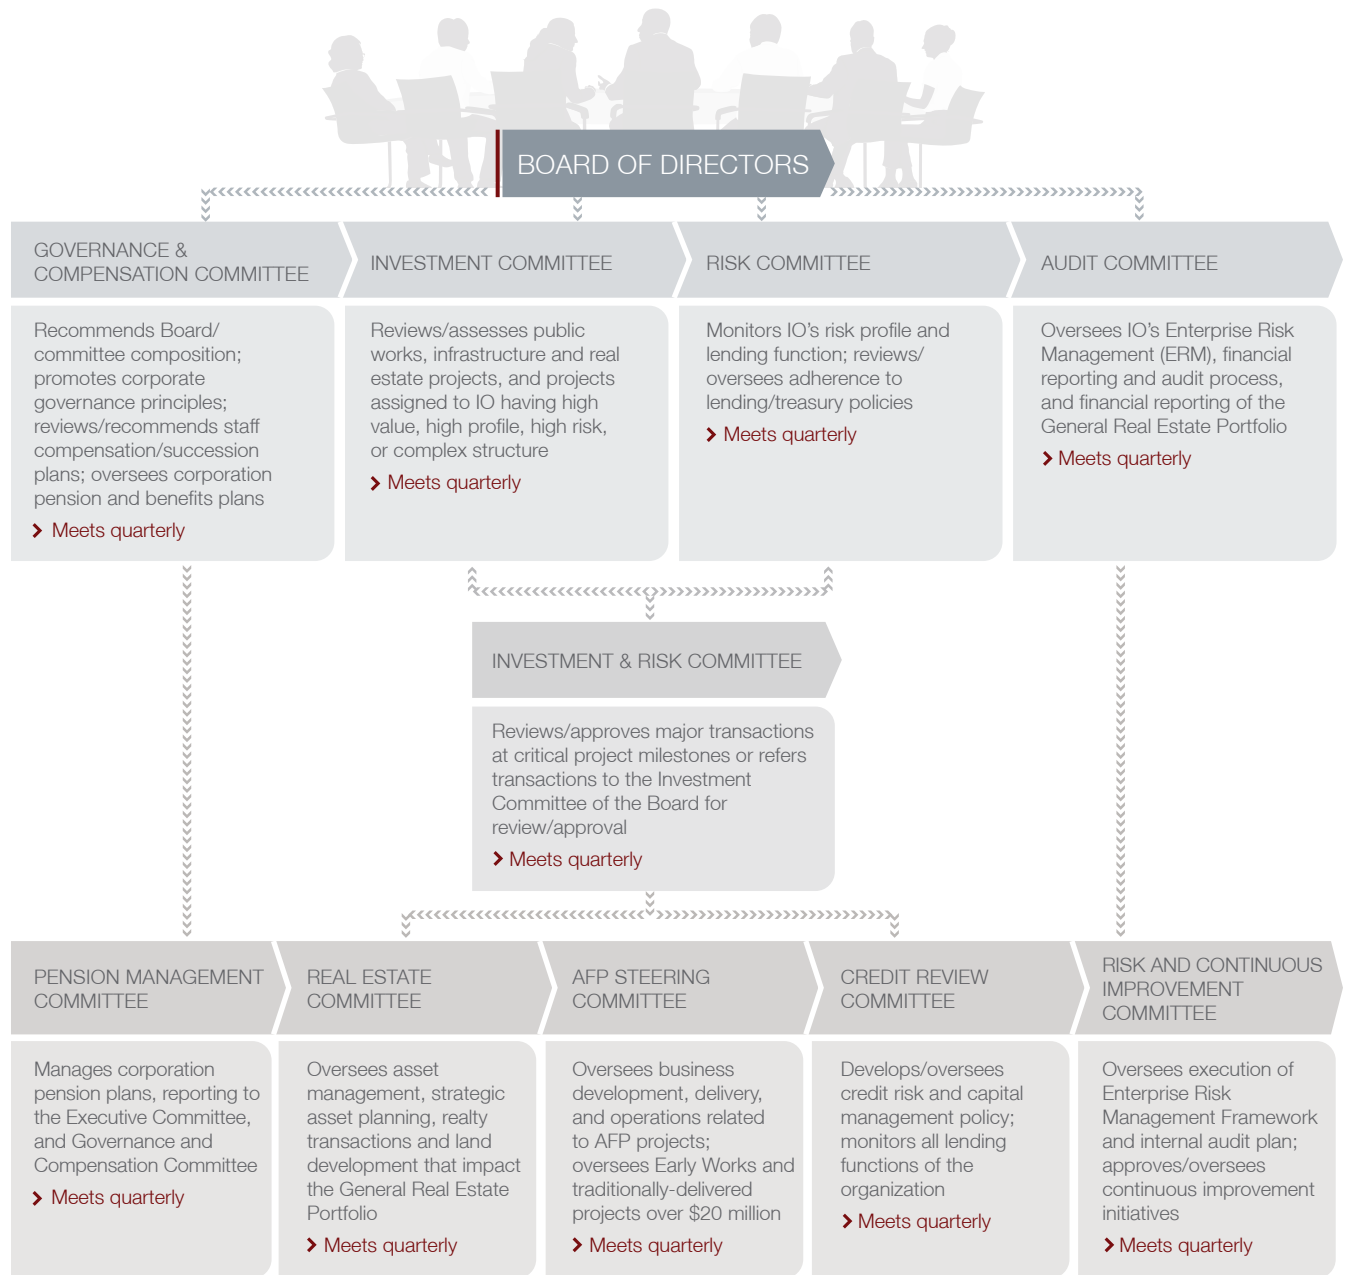 BOARD OF DIRECTORS
GOVERNANCE &
COMPENSATION COMMITTEE
Recommends Board/
committee composition;
promotes corporate
governance principles;
reviews/recommends staff
compensation/succession
plans; oversees corporation
pension and benefits plans
Meets quarterly
INVESTMENT COMMITTEE
Reviews/assesses public
works, infrastructure and real
estate projects, and projects
assigned to IO having high
value, high profile, high risk,
or complex structure
Meets quarterly
RISK COMMITTEE
Monitors IO's risk profile and
lending function; reviews/
oversees adherence to
lending/treasury policies
Meets quarterly
AUDIT COMMITTEE
Oversees IO's Enterprise Risk
Management (ERM), financial
reporting and audit process,
and financial reporting of the
General Real Estate Portfolio
Meets quarterly
INVESTMENT & RISK COMMITTEE
Reviews/approves major transactions
at critical project milestones or refers
transactions to the Investment
Committee of the Board for
review/approval
Meets quarterly
PENSION MANAGEMENT
COMMITTEE
Manages corporation
pension plans, reporting to
the Executive Committee,
and Governance and
Compensation Committee
Meets quarterly
REAL ESTATE
COMMITTEE
Oversees asset
management, strategic
asset planning, realty
transactions and land
development that impact
the General Real Estate
Portfolio
Meets quarterly
AFP STEERING
COMMITTEE
Oversees business
development, delivery,
and operations related
to AFP projects;
oversees Early Works and
traditionally-delivered
projects over $20 million
Meets quarterly
CREDIT REVIEW
COMMITTEE
Develops/oversees
credit risk and capital
management policy;
monitors all lending
functions of the
organization
Meets quarterly
RISK AND CONTINUOUS
IMPROVEMENT
COMMITTEE
Oversees execution of
Enterprise Risk
Management Framework
and internal audit plan;
approves/oversees
continuous improvement
initiatives
Meets quarterly